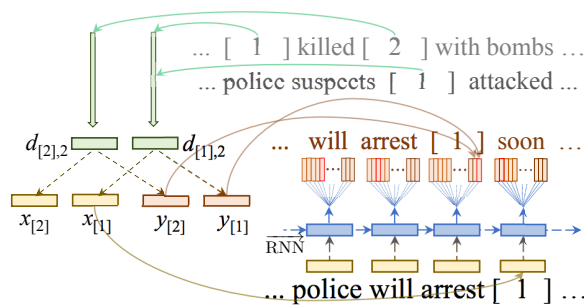 ... [ 1 ] killed [ 2 ] with bombs ...
... police suspects [ 1 ] attacked ...
d[2],2 d[1],2
... will arrest [ 1 ] soon ...
x[2] x[1] y[2] y[1]
RNN
... police will arrest [ 1 ] ...